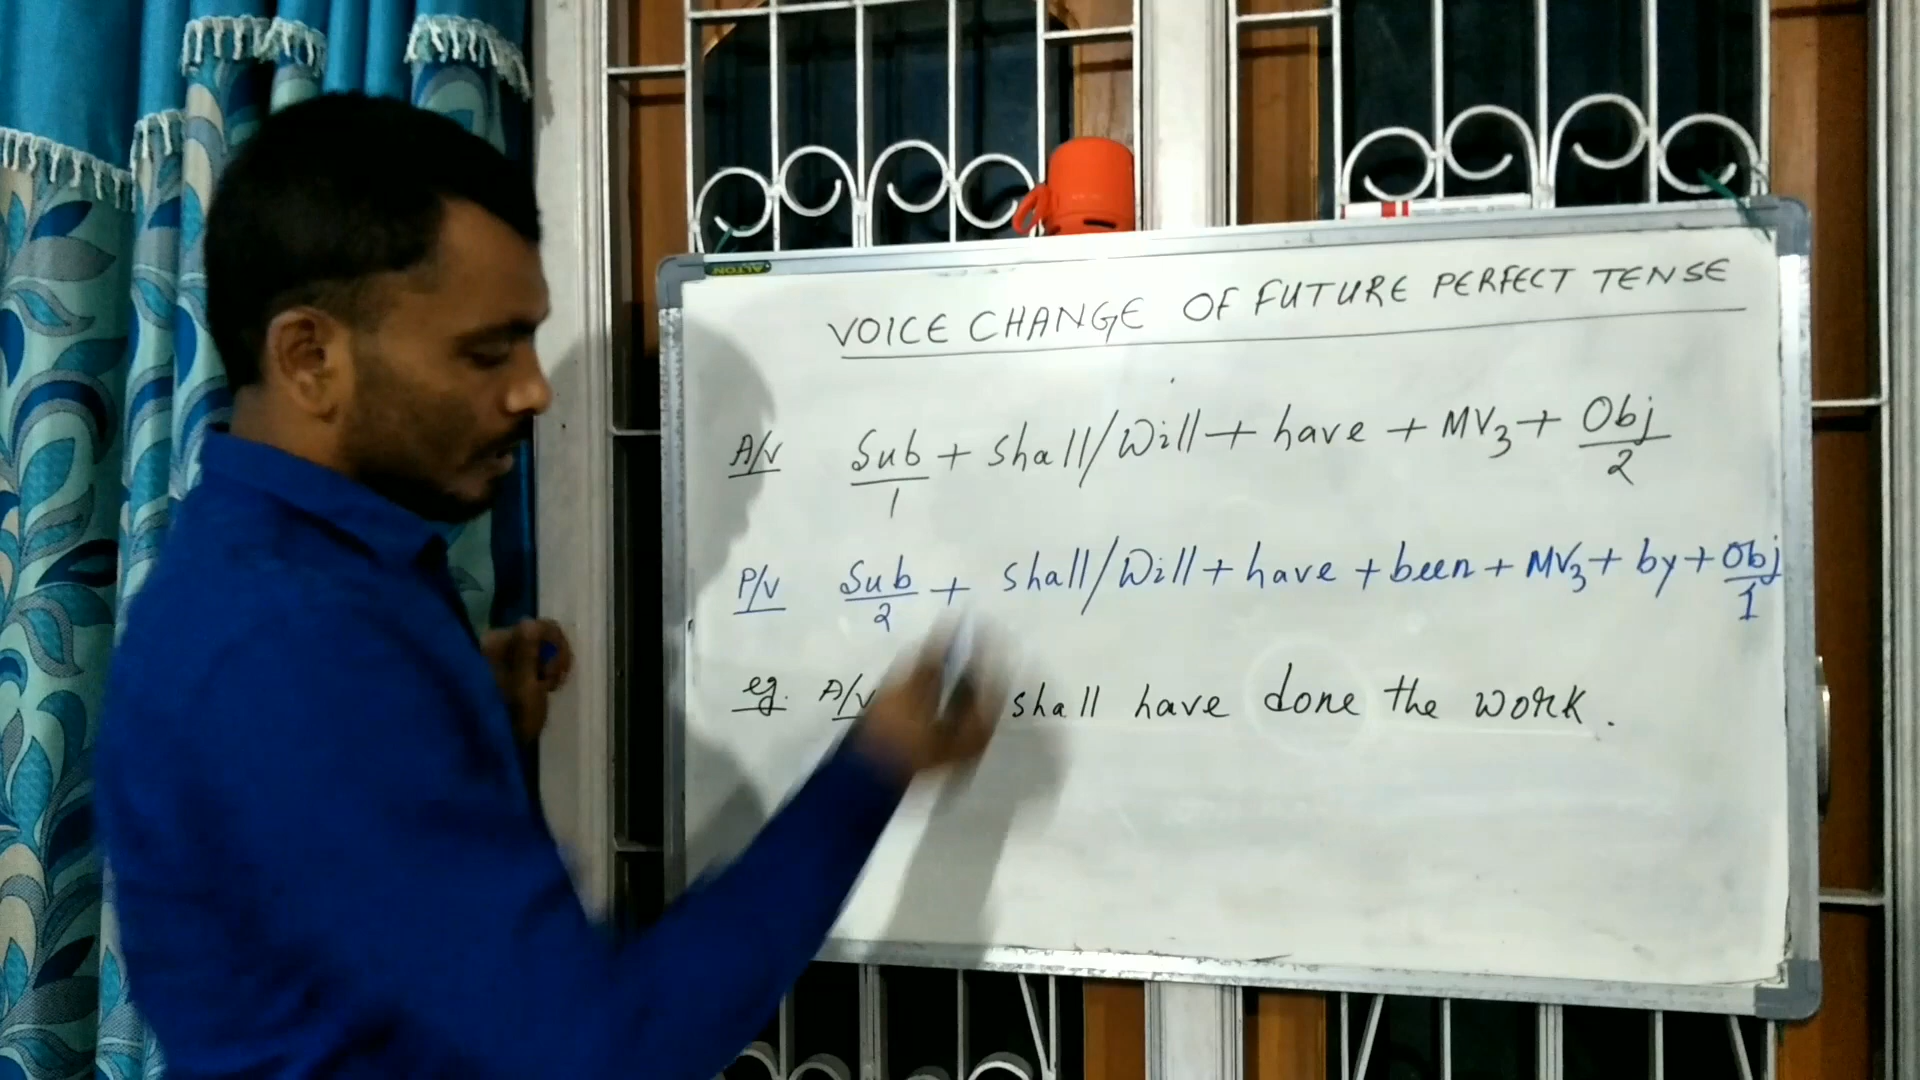 ALTON
VOICE CHANGE OF FUTURE PERFECT TENSE
A/V Sub/1 + Shall/Will + have + MV3 + Obj/2
P/V Sub/2 + Shall/Will + have + been + MV3 + by + Obj/1
eg. A/V shall have done the work.